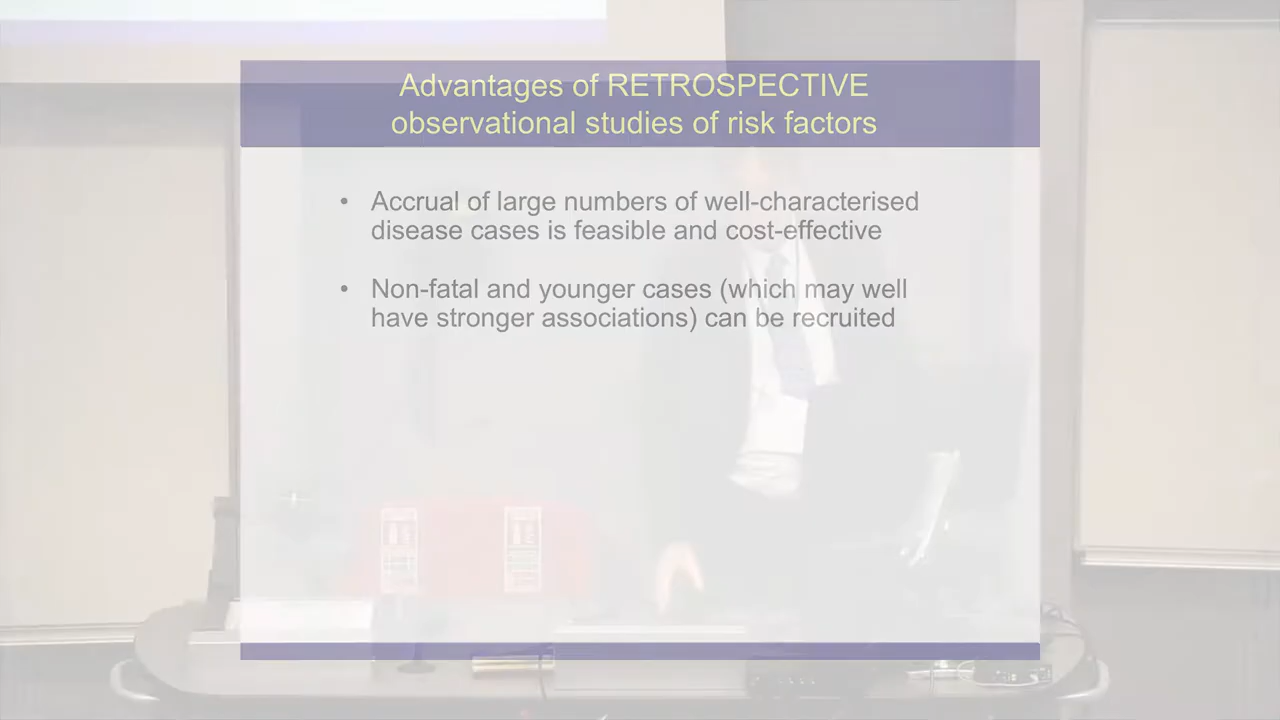 Advantages of RETROSPECTIVE
observational studies of risk factors
• Accrual of large numbers of well-characterised
disease cases is feasible and cost-effective
• Non-fatal and younger cases (which may well
have stronger associations) can be recruited